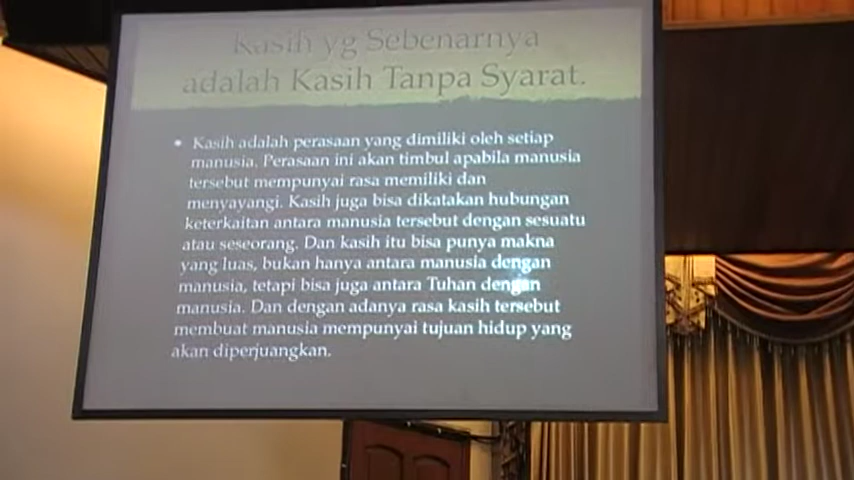 Kasih yg Sebenarnya
adalah Kasih Tanpa Syarat.
• Kasih adalah perasaan yang dimiliki oleh setiap
manusia. Perasaan ini akan timbul apabila manusia
tersebut mempunyai rasa memiliki dan
menyayangi. Kasih juga bisa dikatakan hubungan
keterkaitan antara manusia tersebut dengan sesuatu
atau seseorang. Dan kasih itu bisa punya makna
yang luas, bukan hanya antara manusia dengan
manusia, tetapi bisa juga antara Tuhan dengan
manusia. Dan dengan adanya rasa kasih tersebut
membuat manusia mempunyai tujuan hidup yang
akan diperjuangkan.